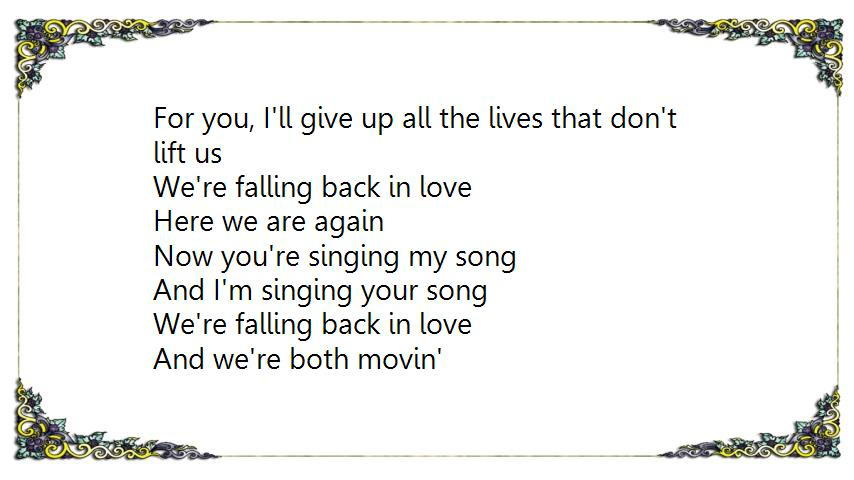 For you, I'll give up all the lives that don't
lift us
We're falling back in love
Here we are again
Now you're singing my song
And I'm singing your song
We're falling back in love
And we're both movin'